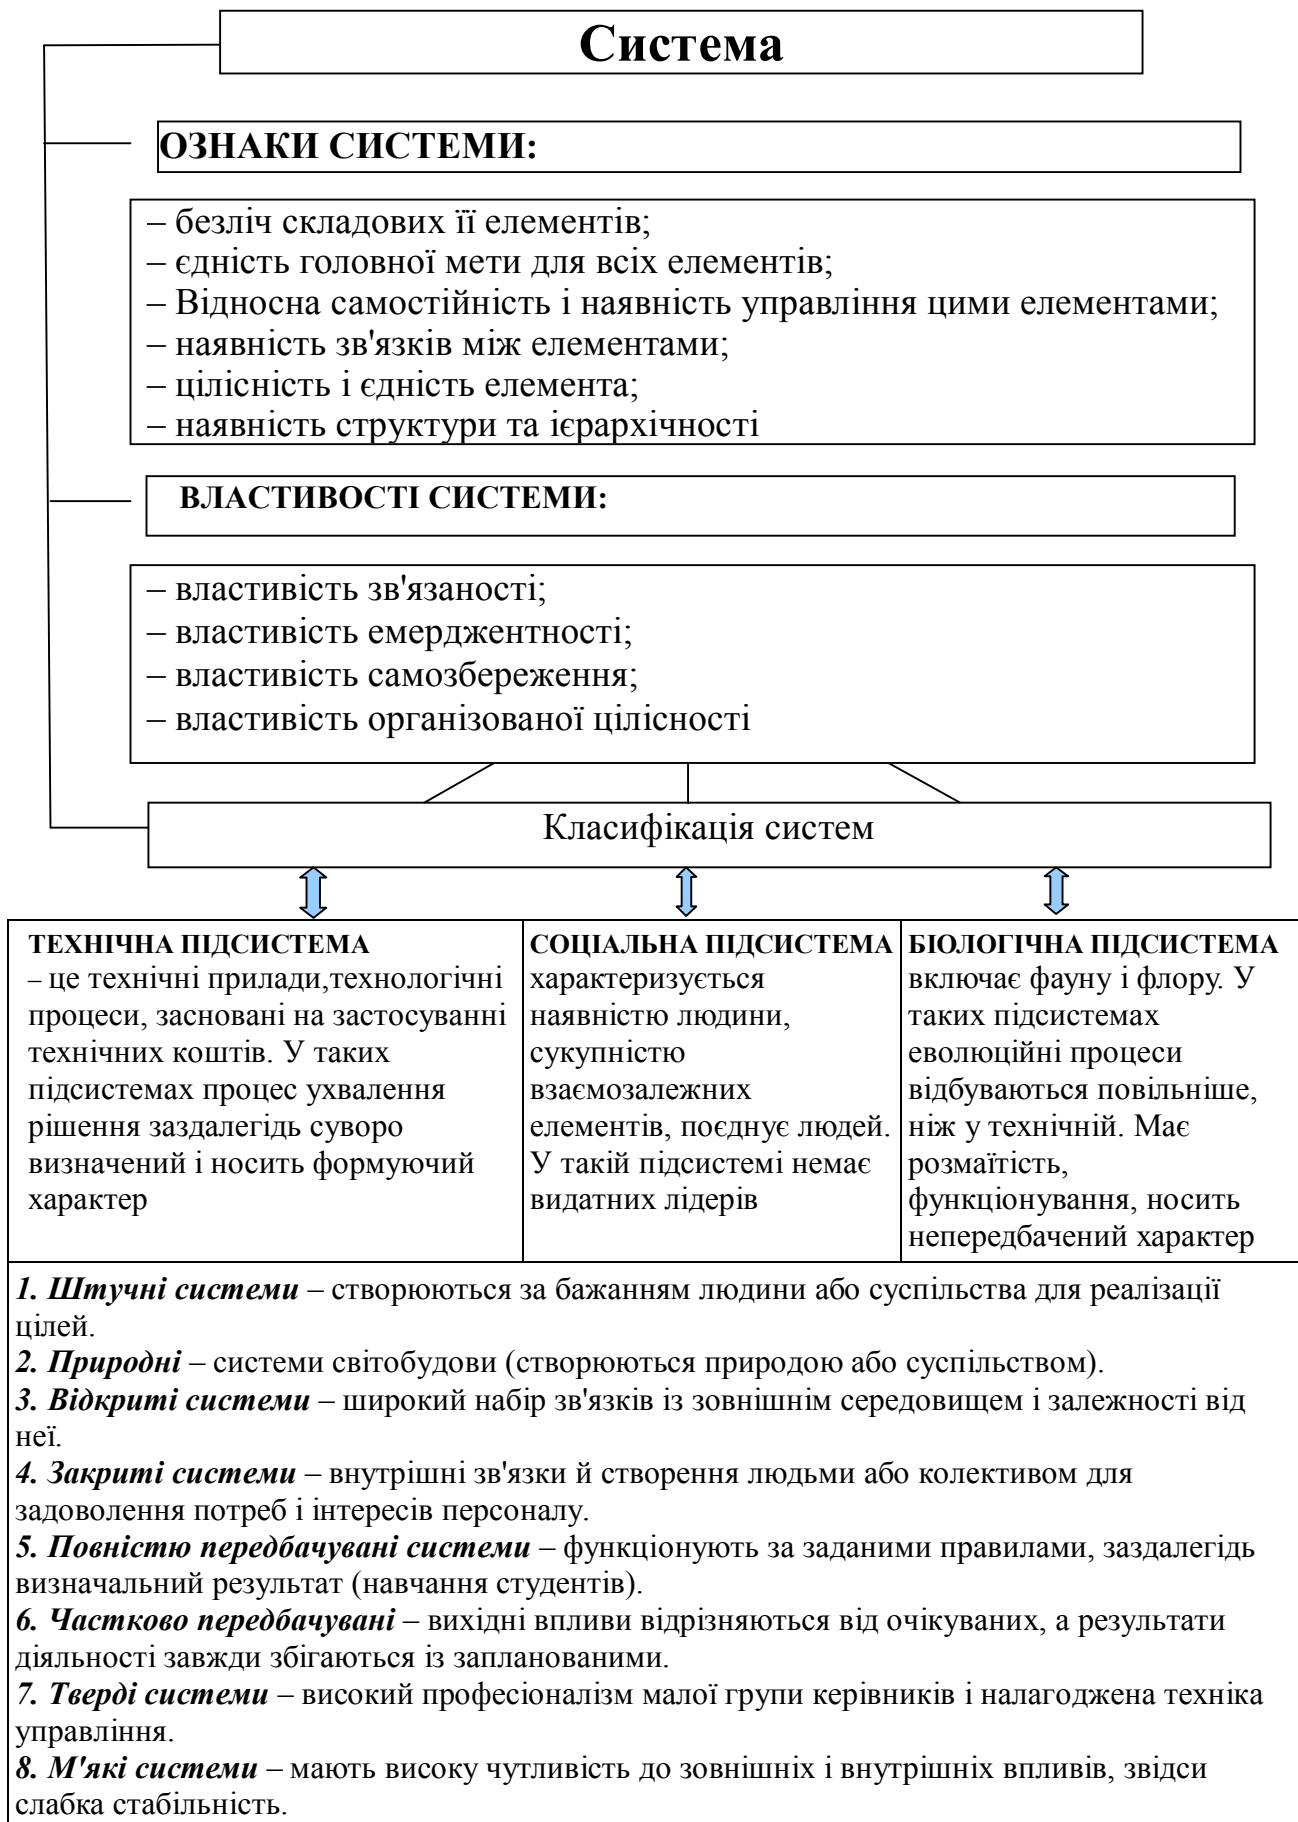 Система
ОЗНАКИ СИСТЕМИ:
– безліч складових її елементів;
– єдність головної мети для всіх елементів;
– Відносна самостійність і наявність управління цими елементами;
– наявність зв'язків між елементами;
– цілісність і єдність елемента;
– наявність структури та ієрархічності
ВЛАСТИВОСТІ СИСТЕМИ:
– властивість зв'язаності;
– властивість емерджентності;
– властивість самозбереження;
– властивість організованої цілісності
Класифікація систем
ТЕХНІЧНА ПІДСИСТЕМА
– це технічні прилади,технологічні
процеси, засновані на застосуванні
технічних коштів. У таких
підсистемах процес ухвалення
рішення заздалегідь суворо
визначений і носить формуючий
характер
СОЦІАЛЬНА ПІДСИСТЕМА
характеризується
наявністю людини,
сукупністю
взаємозалежних
елементів, поєднує людей.
У такій підсистемі немає
видатних лідерів
БІОЛОГІЧНА ПІДСИСТЕМА
включає фауну і флору. У
таких підсистемах
еволюційні процеси
відбуваються повільніше,
ніж у технічній. Має
розмаїтість,
функціонування, носить
непередбачений характер
1. Штучні системи – створюються за бажанням людини або суспільства для реалізації
цілей.
2. Природні – системи світобудови (створюються природою або суспільством).
3. Відкриті системи – широкий набір зв'язків із зовнішнім середовищем і залежності від
неї.
4. Закриті системи – внутрішні зв'язки й створення людьми або колективом для
задоволення потреб і інтересів персоналу.
5. Повністю передбачувані системи – функціонують за заданими правилами, заздалегідь
визначальний результат (навчання студентів).
6. Частково передбачувані – вихідні впливи відрізняються від очікуваних, а результати
діяльності завжди збігаються із запланованими.
7. Тверді системи – високий професіоналізм малої групи керівників і налагоджена техніка
управління.
8. М'які системи – мають високу чутливість до зовнішніх і внутрішніх впливів, звідси
слабка стабільність.